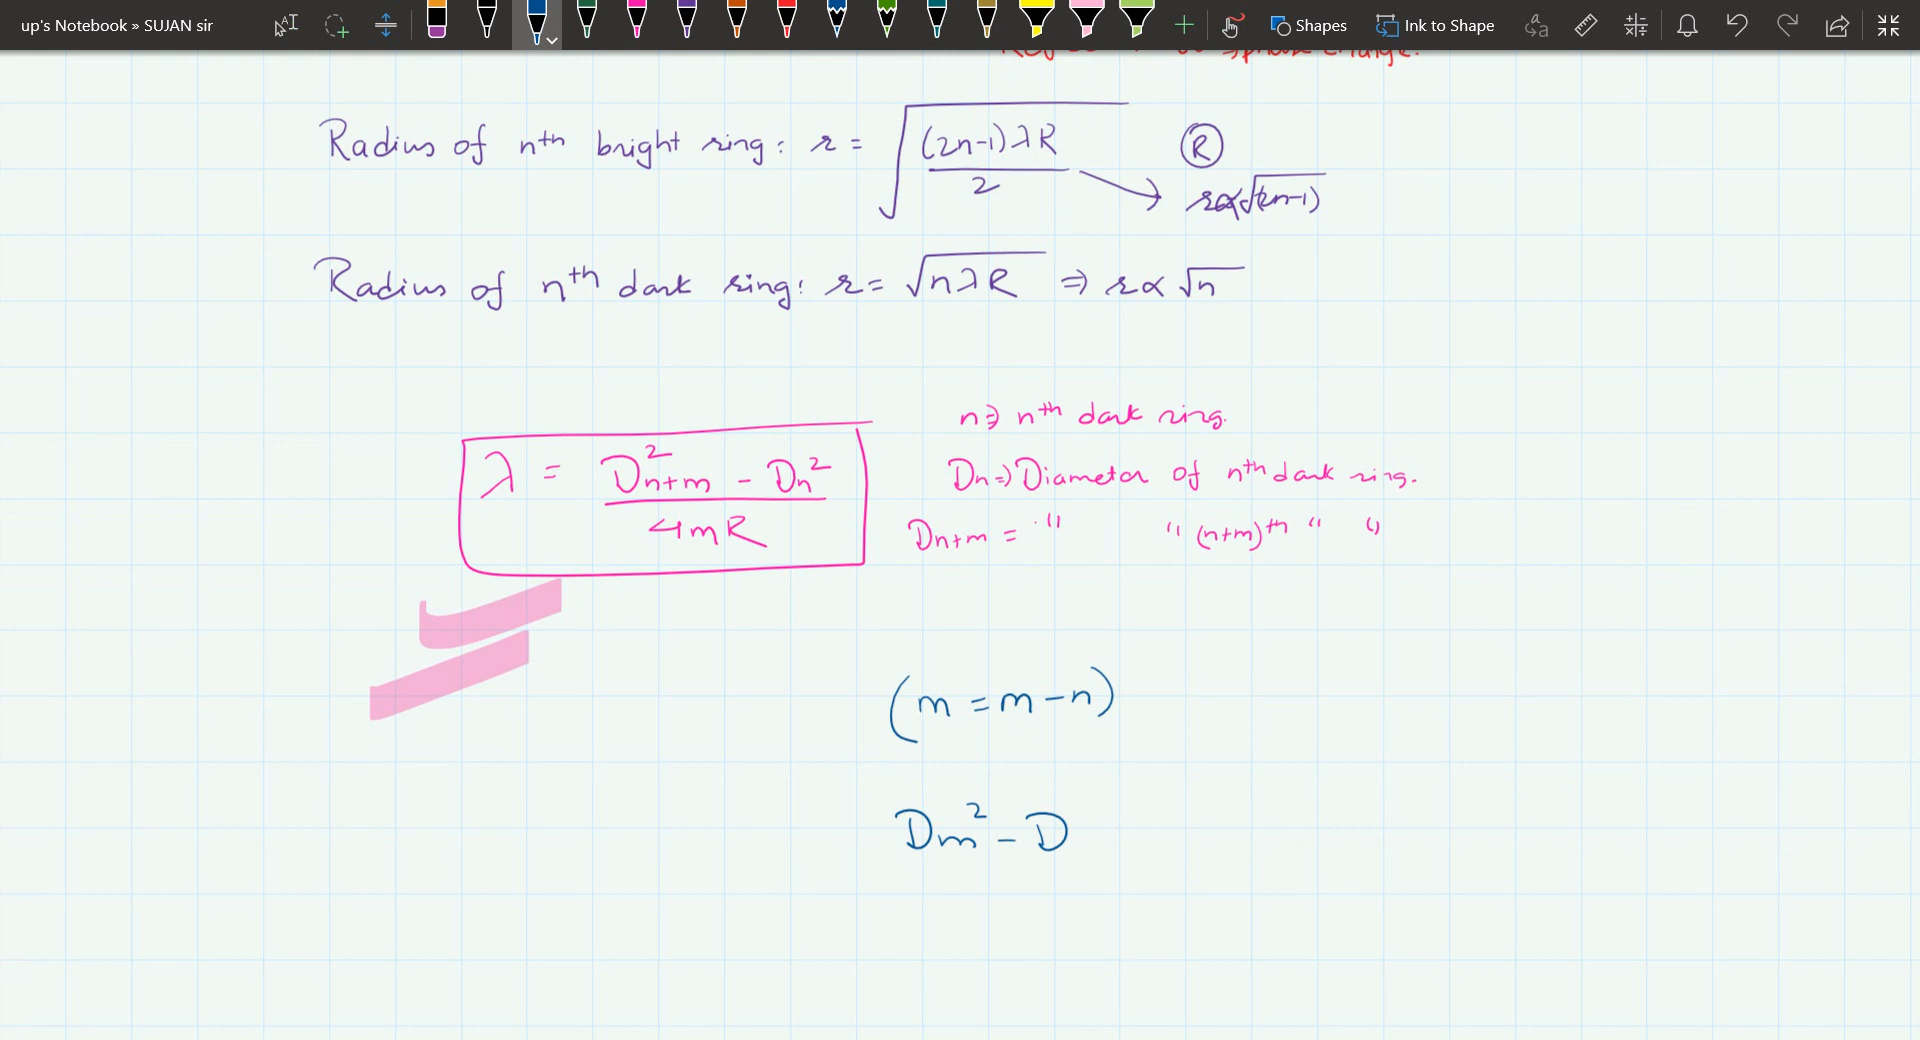 up's Notebook » SUJAN sir
Shapes
Ink to Shape
phase change.
Radius of nth bright ring: r = √((2n-1)λR/2) Ⓡ
r∝√(2n-1)
Radius of nth dark ring: r = √nλR ⇒ r∝ √n
n⇒ nth dark ring.
λ = (D²n+m - Dn²)/4mR
Dn⇒Diameter of nth dark ring.
Dn+m = " " (n+m)th " "
(m = m - n)
Dm² - D